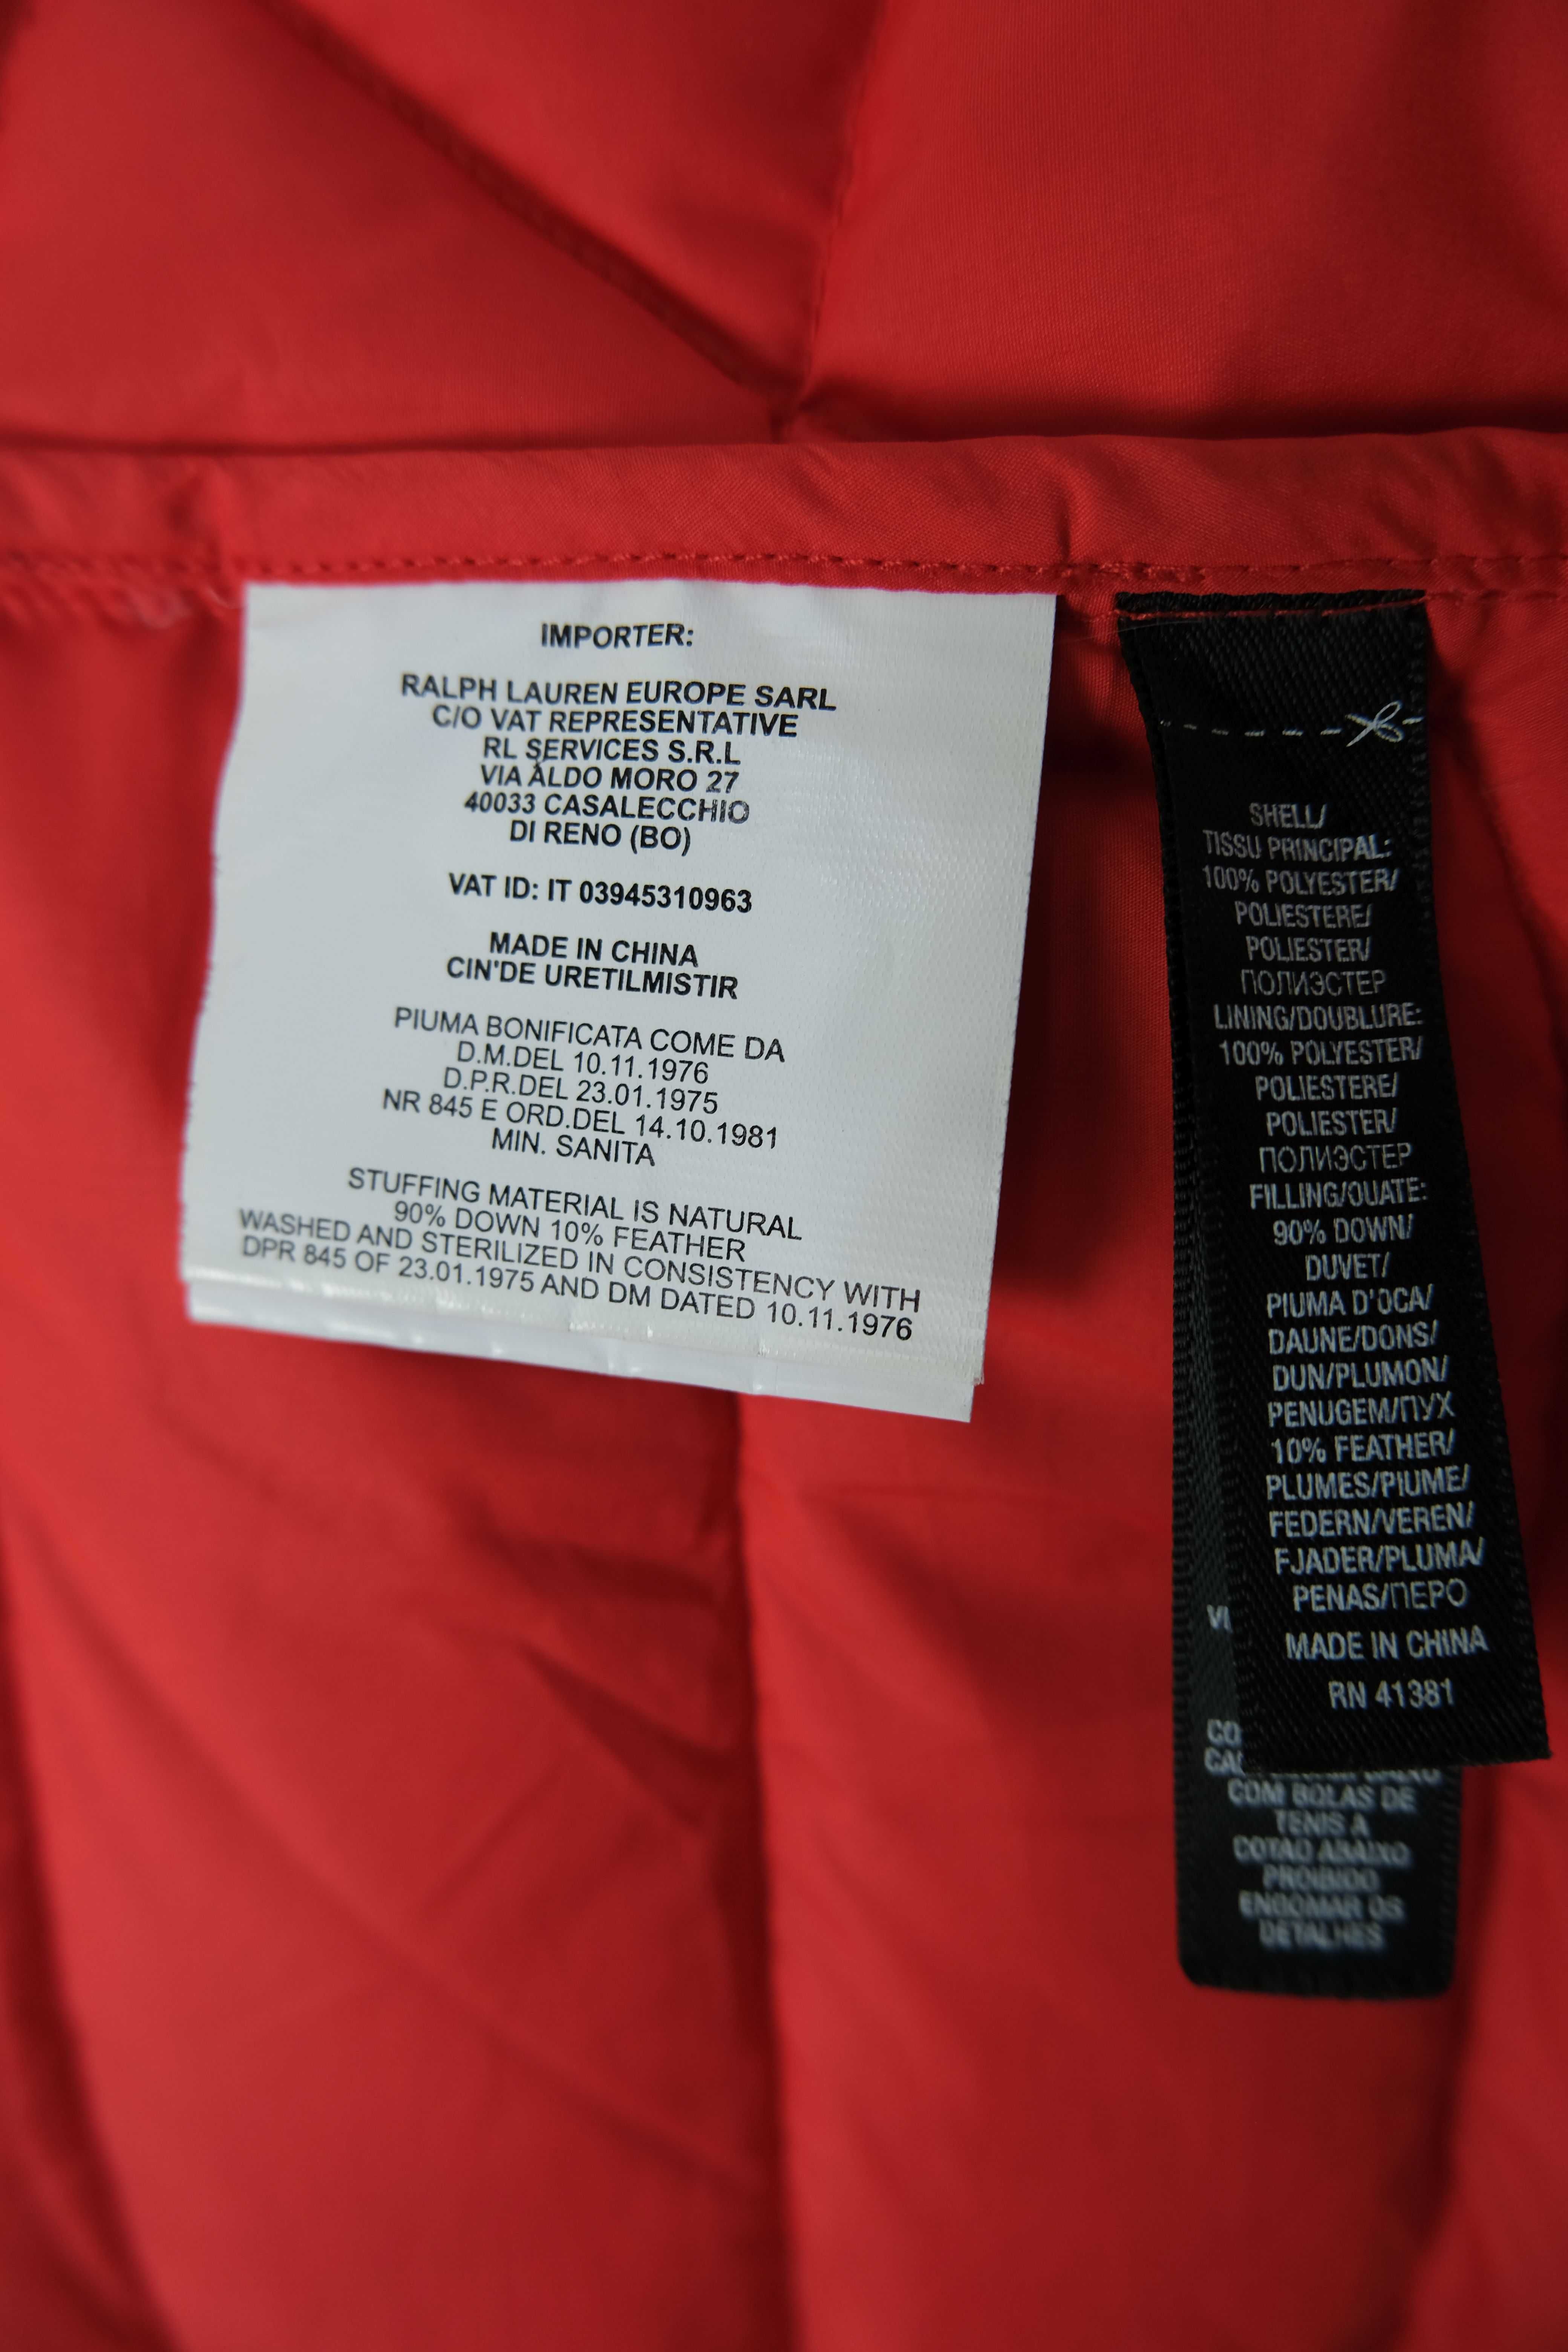 IMPORTER:
RALPH LAUREN EUROPE SARL
C/O VAT REPRESENTATIVE
RL SERVICES S.R.L
VIA ALDO MORO 27
40033 CASALECCHIO
DI RENO (BO)
VAT ID: IT 03945310963
MADE IN CHINA
CIN'DE URETILMISTIR
PIUMA BONIFICATA COME DA
D.M.DEL 10.11.1976
D.P.R.DEL 23.01.1975
NR 845 E ORD.DEL 14.10.1981
MIN. SANITA
STUFFING MATERIAL IS NATURAL
90% DOWN 10% FEATHER
WASHED AND STERILIZED IN CONSISTENCY WITH
DPR 845 OF 23.01.1975 AND DM DATED 10.11.1976
SHELL/
TISSU PRINCIPAL:
100% POLYESTER/
POLIESTERE/
POLIESTER/
ПОЛИЭСТЕР
LINING/DOUBLURE:
100% POLYESTER/
POLIESTERE/
POLIESTER/
ПОЛИЭСТЕР
FILLING/OUATE:
90% DOWN/
DUVET/
PIUMA D'OCA/
DAUNE/DONS/
DUN/PLUMON/
PENUGEM/ПУХ
10% FEATHER/
PLUMES/PIUME/
FEDERN/VEREN/
FJADER/PLUMA/
PENAS/ПЕРО
MADE IN CHINA
RN 41381
COM BOLAS DE
TENIS A
COTAO ABAIXO
PROIBIDO
ENGOMAR OS
DETALHES